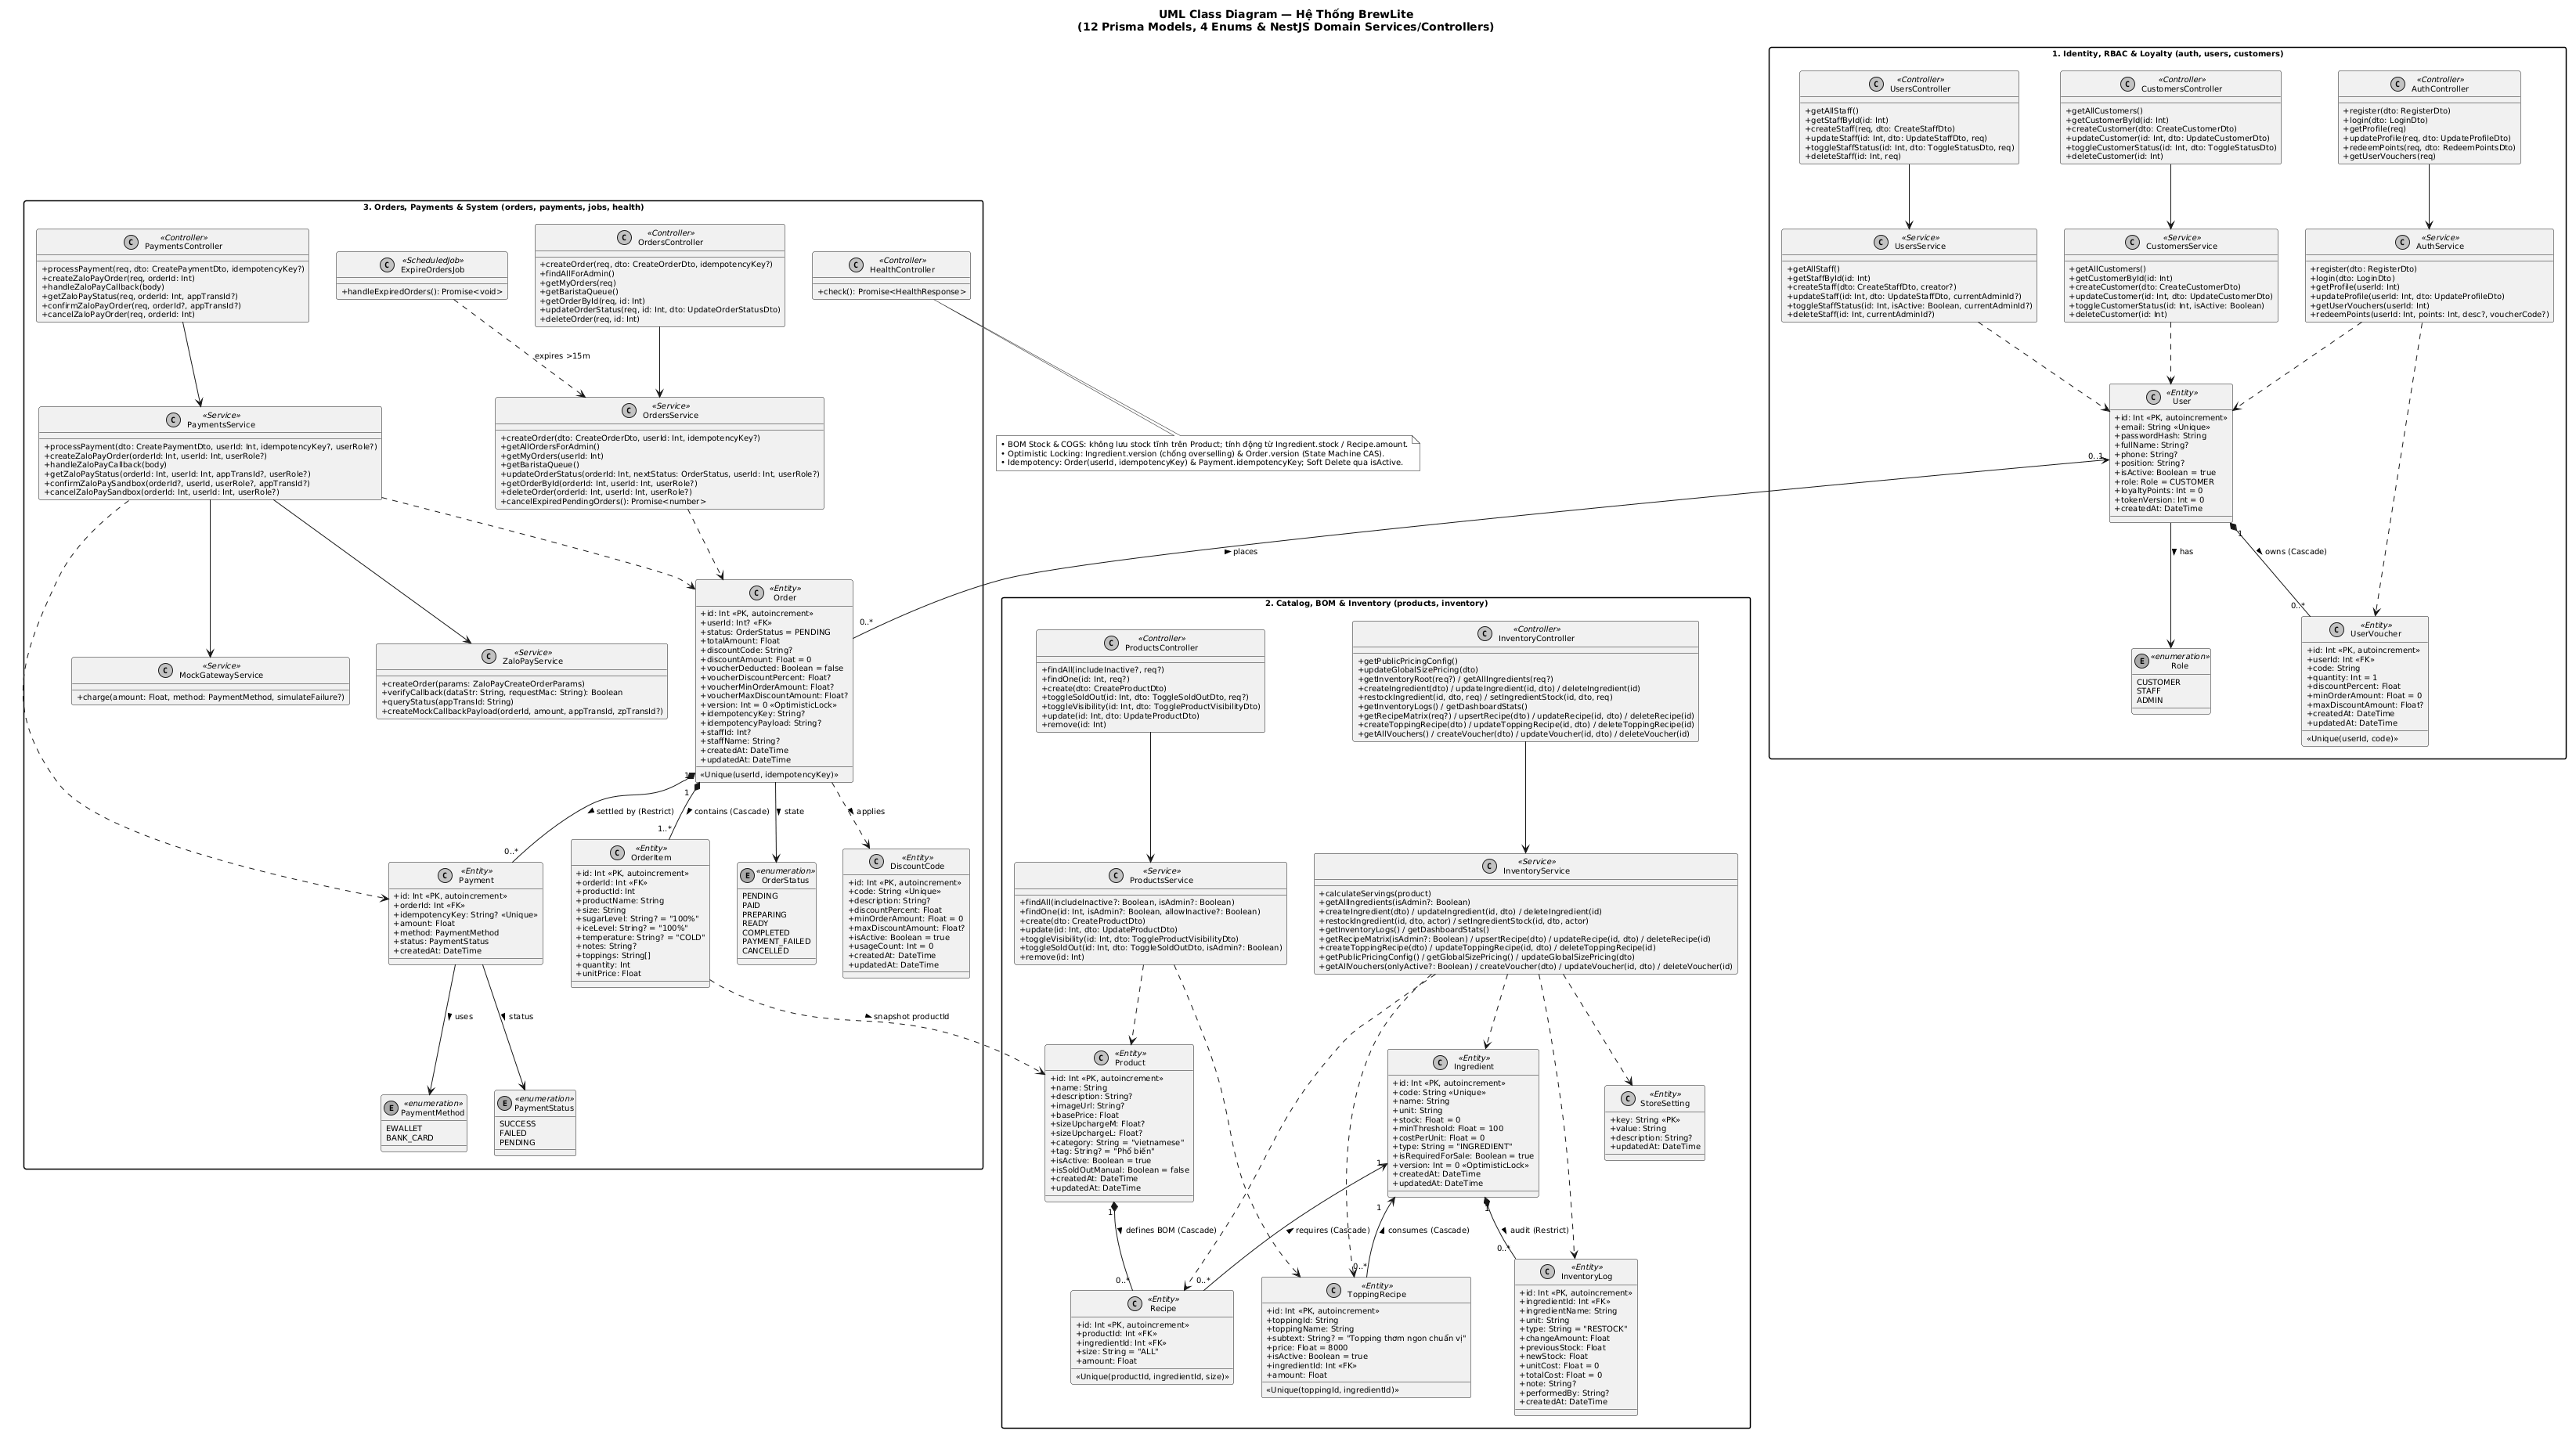 UML Class Diagram — Hệ Thống BrewLite
(12 Prisma Models, 4 Enums & NestJS Domain Services/Controllers)
1. Identity, RBAC & Loyalty (auth, users, customers)
«Controller»
UsersController
+getAllStaff()
+getStaffById(id: Int)
+createStaff(req, dto: CreateStaffDto)
+updateStaff(id: Int, dto: UpdateStaffDto, req)
+toggleStaffStatus(id: Int, dto: ToggleStatusDto, req)
+deleteStaff(id: Int, req)
«Controller»
CustomersController
+getAllCustomers()
+getCustomerById(id: Int)
+createCustomer(dto: CreateCustomerDto)
+updateCustomer(id: Int, dto: UpdateCustomerDto)
+toggleCustomerStatus(id: Int, dto: ToggleStatusDto)
+deleteCustomer(id: Int)
«Controller»
AuthController
+register(dto: RegisterDto)
+login(dto: LoginDto)
+getProfile(req)
+updateProfile(req, dto: UpdateProfileDto)
+redeemPoints(req, dto: RedeemPointsDto)
+getUserVouchers(req)
«Service»
UsersService
+getAllStaff()
+getStaffById(id: Int)
+createStaff(dto: CreateStaffDto, creator?)
+updateStaff(id: Int, dto: UpdateStaffDto, currentAdminId?)
+toggleStaffStatus(id: Int, isActive: Boolean, currentAdminId?)
+deleteStaff(id: Int, currentAdminId?)
«Service»
CustomersService
+getAllCustomers()
+getCustomerById(id: Int)
+createCustomer(dto: CreateCustomerDto)
+updateCustomer(id: Int, dto: UpdateCustomerDto)
+toggleCustomerStatus(id: Int, isActive: Boolean)
+deleteCustomer(id: Int)
«Service»
AuthService
+register(dto: RegisterDto)
+login(dto: LoginDto)
+getProfile(userId: Int)
+updateProfile(userId: Int, dto: UpdateProfileDto)
+getUserVouchers(userId: Int)
+redeemPoints(userId: Int, points: Int, desc?, voucherCode?)
«Entity»
User
+id: Int «PK, autoincrement»
+email: String «Unique»
+passwordHash: String
+fullName: String?
+phone: String?
+position: String?
+isActive: Boolean = true
+role: Role = CUSTOMER
+loyaltyPoints: Int = 0
+tokenVersion: Int = 0
+createdAt: DateTime
0..1
has
1
owns (Cascade)
0..*
«enumeration»
Role
CUSTOMER
STAFF
ADMIN
«Entity»
UserVoucher
+id: Int «PK, autoincrement»
+userId: Int «FK»
+code: String
+quantity: Int = 1
+discountPercent: Float
+minOrderAmount: Float = 0
+maxDiscountAmount: Float?
+createdAt: DateTime
+updatedAt: DateTime
«Unique(userId, code)»
3. Orders, Payments & System (orders, payments, jobs, health)
«Controller»
PaymentsController
+processPayment(req, dto: CreatePaymentDto, idempotencyKey?)
+createZaloPayOrder(req, orderId: Int)
+handleZaloPayCallback(body)
+getZaloPayStatus(req, orderId: Int, appTransId?)
+confirmZaloPayOrder(req, orderId?, appTransId?)
+cancelZaloPayOrder(req, orderId: Int)
«ScheduledJob»
ExpireOrdersJob
+handleExpiredOrders(): Promise<void>
«Controller»
OrdersController
+createOrder(req, dto: CreateOrderDto, idempotencyKey?)
+findAllForAdmin()
+getMyOrders(req)
+getBaristaQueue()
+getOrderById(req, id: Int)
+updateOrderStatus(req, id: Int, dto: UpdateOrderStatusDto)
+deleteOrder(req, id: Int)
«Controller»
HealthController
+check(): Promise<HealthResponse>
expires >15m
• BOM Stock & COGS: không lưu stock tĩnh trên Product; tính động từ Ingredient.stock / Recipe.amount.
• Optimistic Locking: Ingredient.version (chống overselling) & Order.version (State Machine CAS).
• Idempotency: Order(userId, idempotencyKey) & Payment.idempotencyKey; Soft Delete qua isActive.
«Service»
PaymentsService
+processPayment(dto: CreatePaymentDto, userId: Int, idempotencyKey?, userRole?)
+createZaloPayOrder(orderId: Int, userId: Int, userRole?)
+handleZaloPayCallback(body)
+getZaloPayStatus(orderId: Int, userId: Int, appTransId?, userRole?)
+confirmZaloPaySandbox(orderId?, userId, userRole?, appTransId?)
+cancelZaloPaySandbox(orderId: Int, userId: Int, userRole?)
«Service»
OrdersService
+createOrder(dto: CreateOrderDto, userId: Int, idempotencyKey?)
+getAllOrdersForAdmin()
+getMyOrders(userId: Int)
+getBaristaQueue()
+updateOrderStatus(orderId: Int, nextStatus: OrderStatus, userId: Int, userRole?)
+getOrderById(orderId: Int, userId: Int, userRole?)
+deleteOrder(orderId: Int, userId: Int, userRole?)
+cancelExpiredPendingOrders(): Promise<number>
places
0..*
«Service»
MockGatewayService
+charge(amount: Float, method: PaymentMethod, simulateFailure?)
«Service»
ZaloPayService
+createOrder(params: ZaloPayCreateOrderParams)
+verifyCallback(dataStr: String, requestMac: String): Boolean
+queryStatus(appTransId: String)
+createMockCallbackPayload(orderId, amount, appTransId, zpTransId?)
«Entity»
Order
+id: Int «PK, autoincrement»
+userId: Int? «FK»
+status: OrderStatus = PENDING
+totalAmount: Float
+discountCode: String?
+discountAmount: Float = 0
+voucherDeducted: Boolean = false
+voucherDiscountPercent: Float?
+voucherMinOrderAmount: Float?
+voucherMaxDiscountAmount: Float?
+version: Int = 0 «OptimisticLock»
+idempotencyKey: String?
+idempotencyPayload: String?
+staffId: Int?
+staffName: String?
+createdAt: DateTime
+updatedAt: DateTime
«Unique(userId, idempotencyKey)»
1
1
settled by (Restrict)
contains (Cascade)
state
applies
0..*
1..*
«Entity»
Payment
+id: Int «PK, autoincrement»
+orderId: Int «FK»
+idempotencyKey: String? «Unique»
+amount: Float
+method: PaymentMethod
+status: PaymentStatus
+createdAt: DateTime
«Entity»
OrderItem
+id: Int «PK, autoincrement»
+orderId: Int «FK»
+productId: Int
+productName: String
+size: String
+sugarLevel: String? = "100%"
+iceLevel: String? = "100%"
+temperature: String? = "COLD"
+notes: String?
+toppings: String[]
+quantity: Int
+unitPrice: Float
«enumeration»
OrderStatus
PENDING
PAID
PREPARING
READY
COMPLETED
PAYMENT_FAILED
CANCELLED
«Entity»
DiscountCode
+id: Int «PK, autoincrement»
+code: String «Unique»
+description: String?
+discountPercent: Float
+minOrderAmount: Float = 0
+maxDiscountAmount: Float?
+isActive: Boolean = true
+usageCount: Int = 0
+createdAt: DateTime
+updatedAt: DateTime
uses
status
snapshot productId
«enumeration»
PaymentMethod
EWALLET
BANK_CARD
«enumeration»
PaymentStatus
SUCCESS
FAILED
PENDING
2. Catalog, BOM & Inventory (products, inventory)
«Controller»
ProductsController
+findAll(includeInactive?, req?)
+findOne(id: Int, req?)
+create(dto: CreateProductDto)
+toggleSoldOut(id: Int, dto: ToggleSoldOutDto, req?)
+toggleVisibility(id: Int, dto: ToggleProductVisibilityDto)
+update(id: Int, dto: UpdateProductDto)
+remove(id: Int)
«Controller»
InventoryController
+getPublicPricingConfig()
+updateGlobalSizePricing(dto)
+getInventoryRoot(req?) / getAllIngredients(req?)
+createIngredient(dto) / updateIngredient(id, dto) / deleteIngredient(id)
+restockIngredient(id, dto, req) / setIngredientStock(id, dto, req)
+getInventoryLogs() / getDashboardStats()
+getRecipeMatrix(req?) / upsertRecipe(dto) / updateRecipe(id, dto) / deleteRecipe(id)
+createToppingRecipe(dto) / updateToppingRecipe(id, dto) / deleteToppingRecipe(id)
+getAllVouchers() / createVoucher(dto) / updateVoucher(id, dto) / deleteVoucher(id)
«Service»
ProductsService
+findAll(includeInactive?: Boolean, isAdmin?: Boolean)
+findOne(id: Int, isAdmin?: Boolean, allowInactive?: Boolean)
+create(dto: CreateProductDto)
+update(id: Int, dto: UpdateProductDto)
+toggleVisibility(id: Int, dto: ToggleProductVisibilityDto)
+toggleSoldOut(id: Int, dto: ToggleSoldOutDto, isAdmin?: Boolean)
+remove(id: Int)
«Service»
InventoryService
+calculateServings(product)
+getAllIngredients(isAdmin?: Boolean)
+createIngredient(dto) / updateIngredient(id, dto) / deleteIngredient(id)
+restockIngredient(id, dto, actor) / setIngredientStock(id, dto, actor)
+getInventoryLogs() / getDashboardStats()
+getRecipeMatrix(isAdmin?: Boolean) / upsertRecipe(dto) / updateRecipe(id, dto) / deleteRecipe(id)
+createToppingRecipe(dto) / updateToppingRecipe(id, dto) / deleteToppingRecipe(id)
+getPublicPricingConfig() / getGlobalSizePricing() / updateGlobalSizePricing(dto)
+getAllVouchers(onlyActive?: Boolean) / createVoucher(dto) / updateVoucher(id, dto) / deleteVoucher(id)
«Entity»
Product
+id: Int «PK, autoincrement»
+name: String
+description: String?
+imageUrl: String?
+basePrice: Float
+sizeUpchargeM: Float?
+sizeUpchargeL: Float?
+category: String = "vietnamese"
+tag: String? = "Phổ biến"
+isActive: Boolean = true
+isSoldOutManual: Boolean = false
+createdAt: DateTime
+updatedAt: DateTime
«Entity»
Ingredient
+id: Int «PK, autoincrement»
+code: String «Unique»
+name: String
+unit: String
+stock: Float = 0
+minThreshold: Float = 100
+costPerUnit: Float = 0
+type: String = "INGREDIENT"
+isRequiredForSale: Boolean = true
+version: Int = 0 «OptimisticLock»
+createdAt: DateTime
+updatedAt: DateTime
«Entity»
StoreSetting
+key: String «PK»
+value: String
+description: String?
+updatedAt: DateTime
1
1
1
1
defines BOM (Cascade)
requires (Cascade)
consumes (Cascade)
audit (Restrict)
0..*
0..*
0..*
0..*
«Entity»
Recipe
+id: Int «PK, autoincrement»
+productId: Int «FK»
+ingredientId: Int «FK»
+size: String = "ALL"
+amount: Float
«Unique(productId, ingredientId, size)»
«Entity»
ToppingRecipe
+id: Int «PK, autoincrement»
+toppingId: String
+toppingName: String
+subtext: String? = "Topping thơm ngon chuẩn vị"
+price: Float = 8000
+isActive: Boolean = true
+ingredientId: Int «FK»
+amount: Float
«Unique(toppingId, ingredientId)»
«Entity»
InventoryLog
+id: Int «PK, autoincrement»
+ingredientId: Int «FK»
+ingredientName: String
+unit: String
+type: String = "RESTOCK"
+changeAmount: Float
+previousStock: Float
+newStock: Float
+unitCost: Float = 0
+totalCost: Float = 0
+note: String?
+performedBy: String?
+createdAt: DateTime